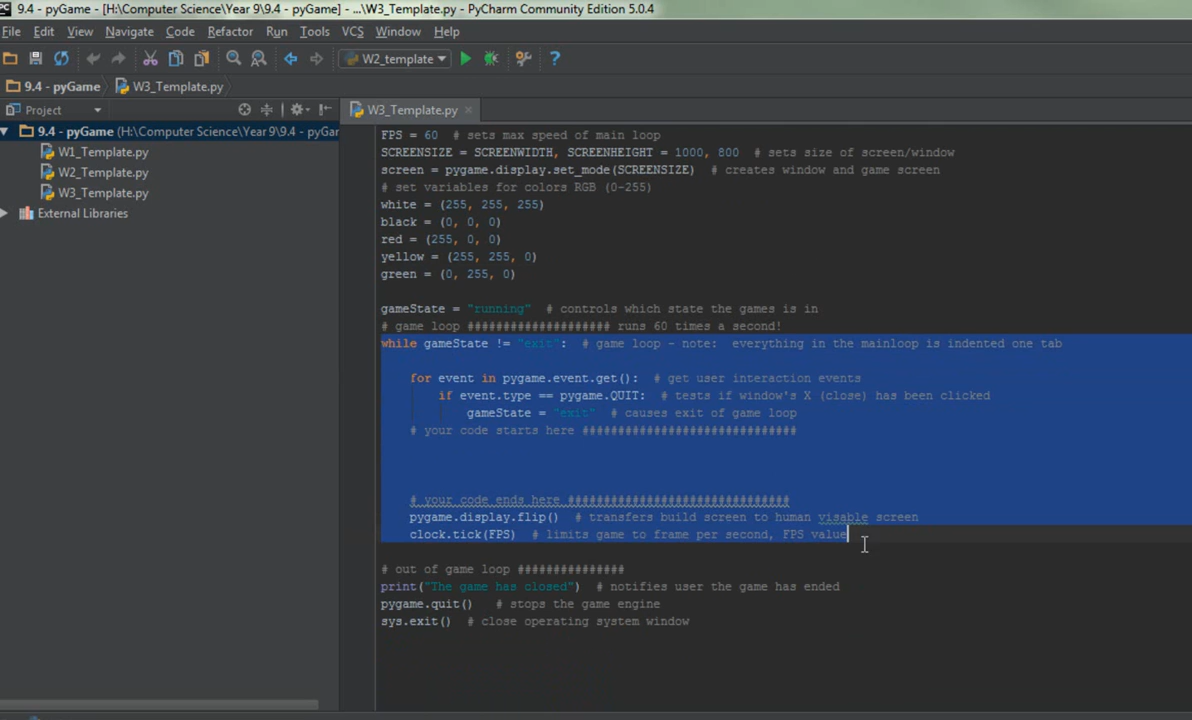 9.4 - pyGame - [H:\Computer Science\Year 9\9.4 - pyGame] - ...\W3_Template.py - PyCharm Community Edition 5.0.4
File Edit View Navigate Code Refactor Run Tools VCS Window Help
W2_template
9.4 - pyGame W3_Template.py
Project
W3_Template.py
9.4 - pyGame (H:\Computer Science\Year 9\9.4 - pyGar
W1_Template.py
W2_Template.py
W3_Template.py
External Libraries
FPS = 60  # sets max speed of main loop
SCREENSIZE = SCREENWIDTH, SCREENHEIGHT = 1000, 800  # sets size of screen/window
screen = pygame.display.set_mode(SCREENSIZE)  # creates window and game screen
# set variables for colors RGB (0-255)
white = (255, 255, 255)
black = (0, 0, 0)
red = (255, 0, 0)
yellow = (255, 255, 0)
green = (0, 255, 0)
gameState = "running"  # controls which state the games is in
# game loop #################### runs 60 times a second!
while gameState != "exit":  # game loop - note:  everything in the mainloop is indented one tab
for event in pygame.event.get():  # get user interaction events
if event.type == pygame.QUIT:  # tests if window's X (close) has been clicked
gameState = "exit"  # causes exit of game loop
# your code starts here ##############################
# your code ends here ###############################
pygame.display.flip()  # transfers build screen to human visable screen
clock.tick(FPS)  # limits game to frame per second, FPS value
# out of game loop ###############
print("The game has closed")  # notifies user the game has ended
pygame.quit()   # stops the game engine
sys.exit()  # close operating system window